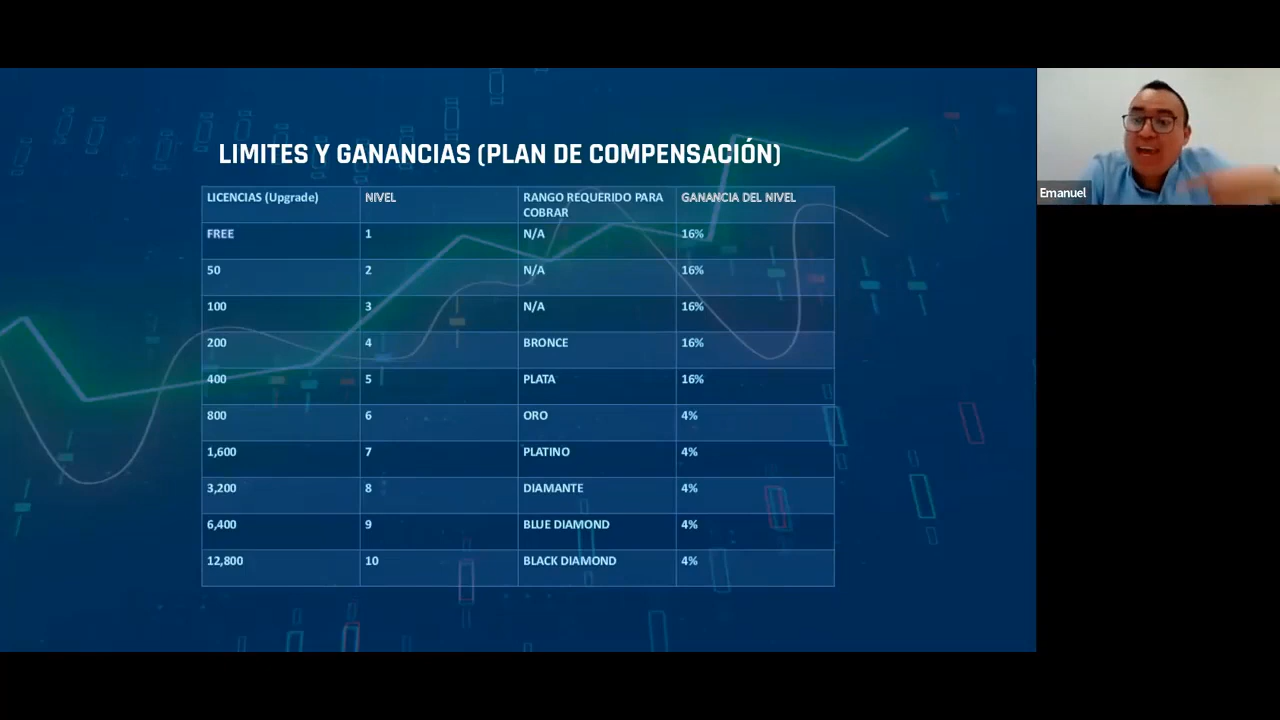 LIMITES Y GANANCIAS (PLAN DE COMPENSACIÓN)
LICENCIAS (Upgrade) NIVEL RANGO REQUERIDO PARA COBRAR GANANCIA DEL NIVEL
FREE 1 N/A 16%
50 2 N/A 16%
100 3 N/A 16%
200 4 BRONCE 16%
400 5 PLATA 16%
800 6 ORO 4%
1,600 7 PLATINO 4%
3,200 8 DIAMANTE 4%
6,400 9 BLUE DIAMOND 4%
12,800 10 BLACK DIAMOND 4%
Emanuel